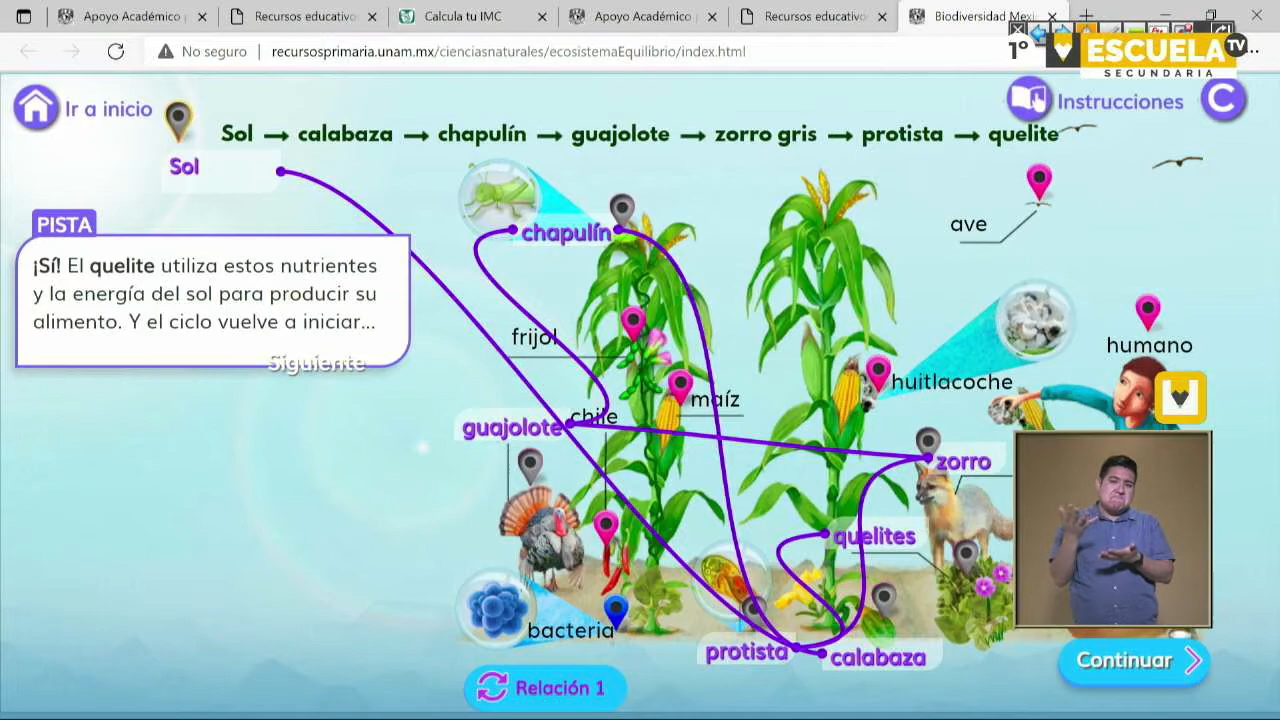 Apoyo Académico
Recursos educativo
Calcula tu IMC
Apoyo Académico
Recursos educativo
Biodiversidad Mexi
No seguro
recursosprimaria.unam.mx/cienciasnaturales/ecosistemaEquilibrio/index.html
1°
ESCUELA TV
SECUNDARIA
Ir a inicio
Instrucciones
Sol → calabaza → chapulín → guajolote → zorro gris → protista → quelite
Sol
PISTA
¡Sí! El quelite utiliza estos nutrientes
y la energía del sol para producir su
alimento. Y el ciclo vuelve a iniciar...
Siguiente
chapulín
ave
frijol
humano
huitlacoche
maíz
chile
guajolote
zorro
quelites
bacteria
protista
calabaza
Continuar
Relación 1